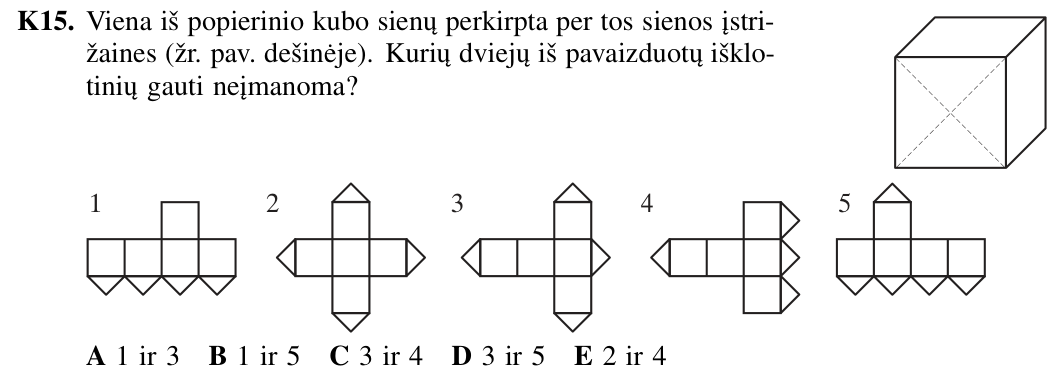 K15. Viena iš popierinio kubo sienų perkirpta per tos sienos įstri-
žaines (žr. pav. dešinėje). Kurių dviejų iš pavaizduotų išklo-
tinių gauti neįmanoma?
1 2 3 4 5
A 1 ir 3 B 1 ir 5 C 3 ir 4 D 3 ir 5 E 2 ir 4